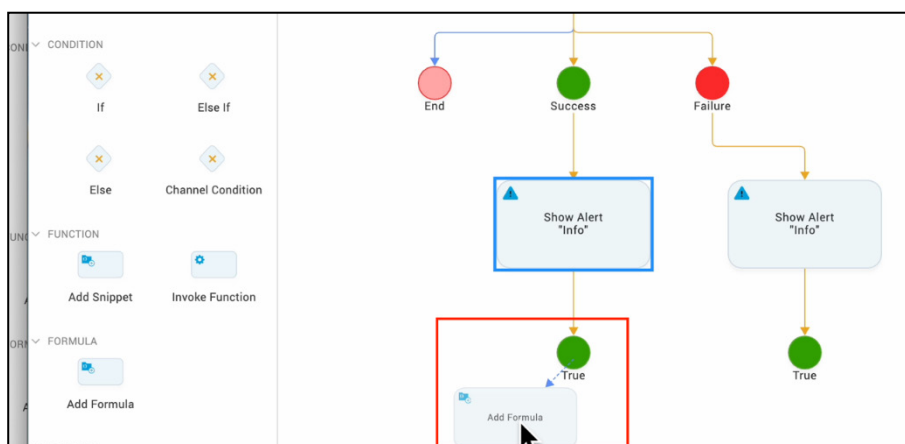 CONDITION
If
Else If
Else
Channel Condition
FUNCTION
Add Snippet
Invoke Function
FORMULA
Add Formula
End
Success
Failure
Show Alert
"Info"
Show Alert
"Info"
True
True
Add Formula